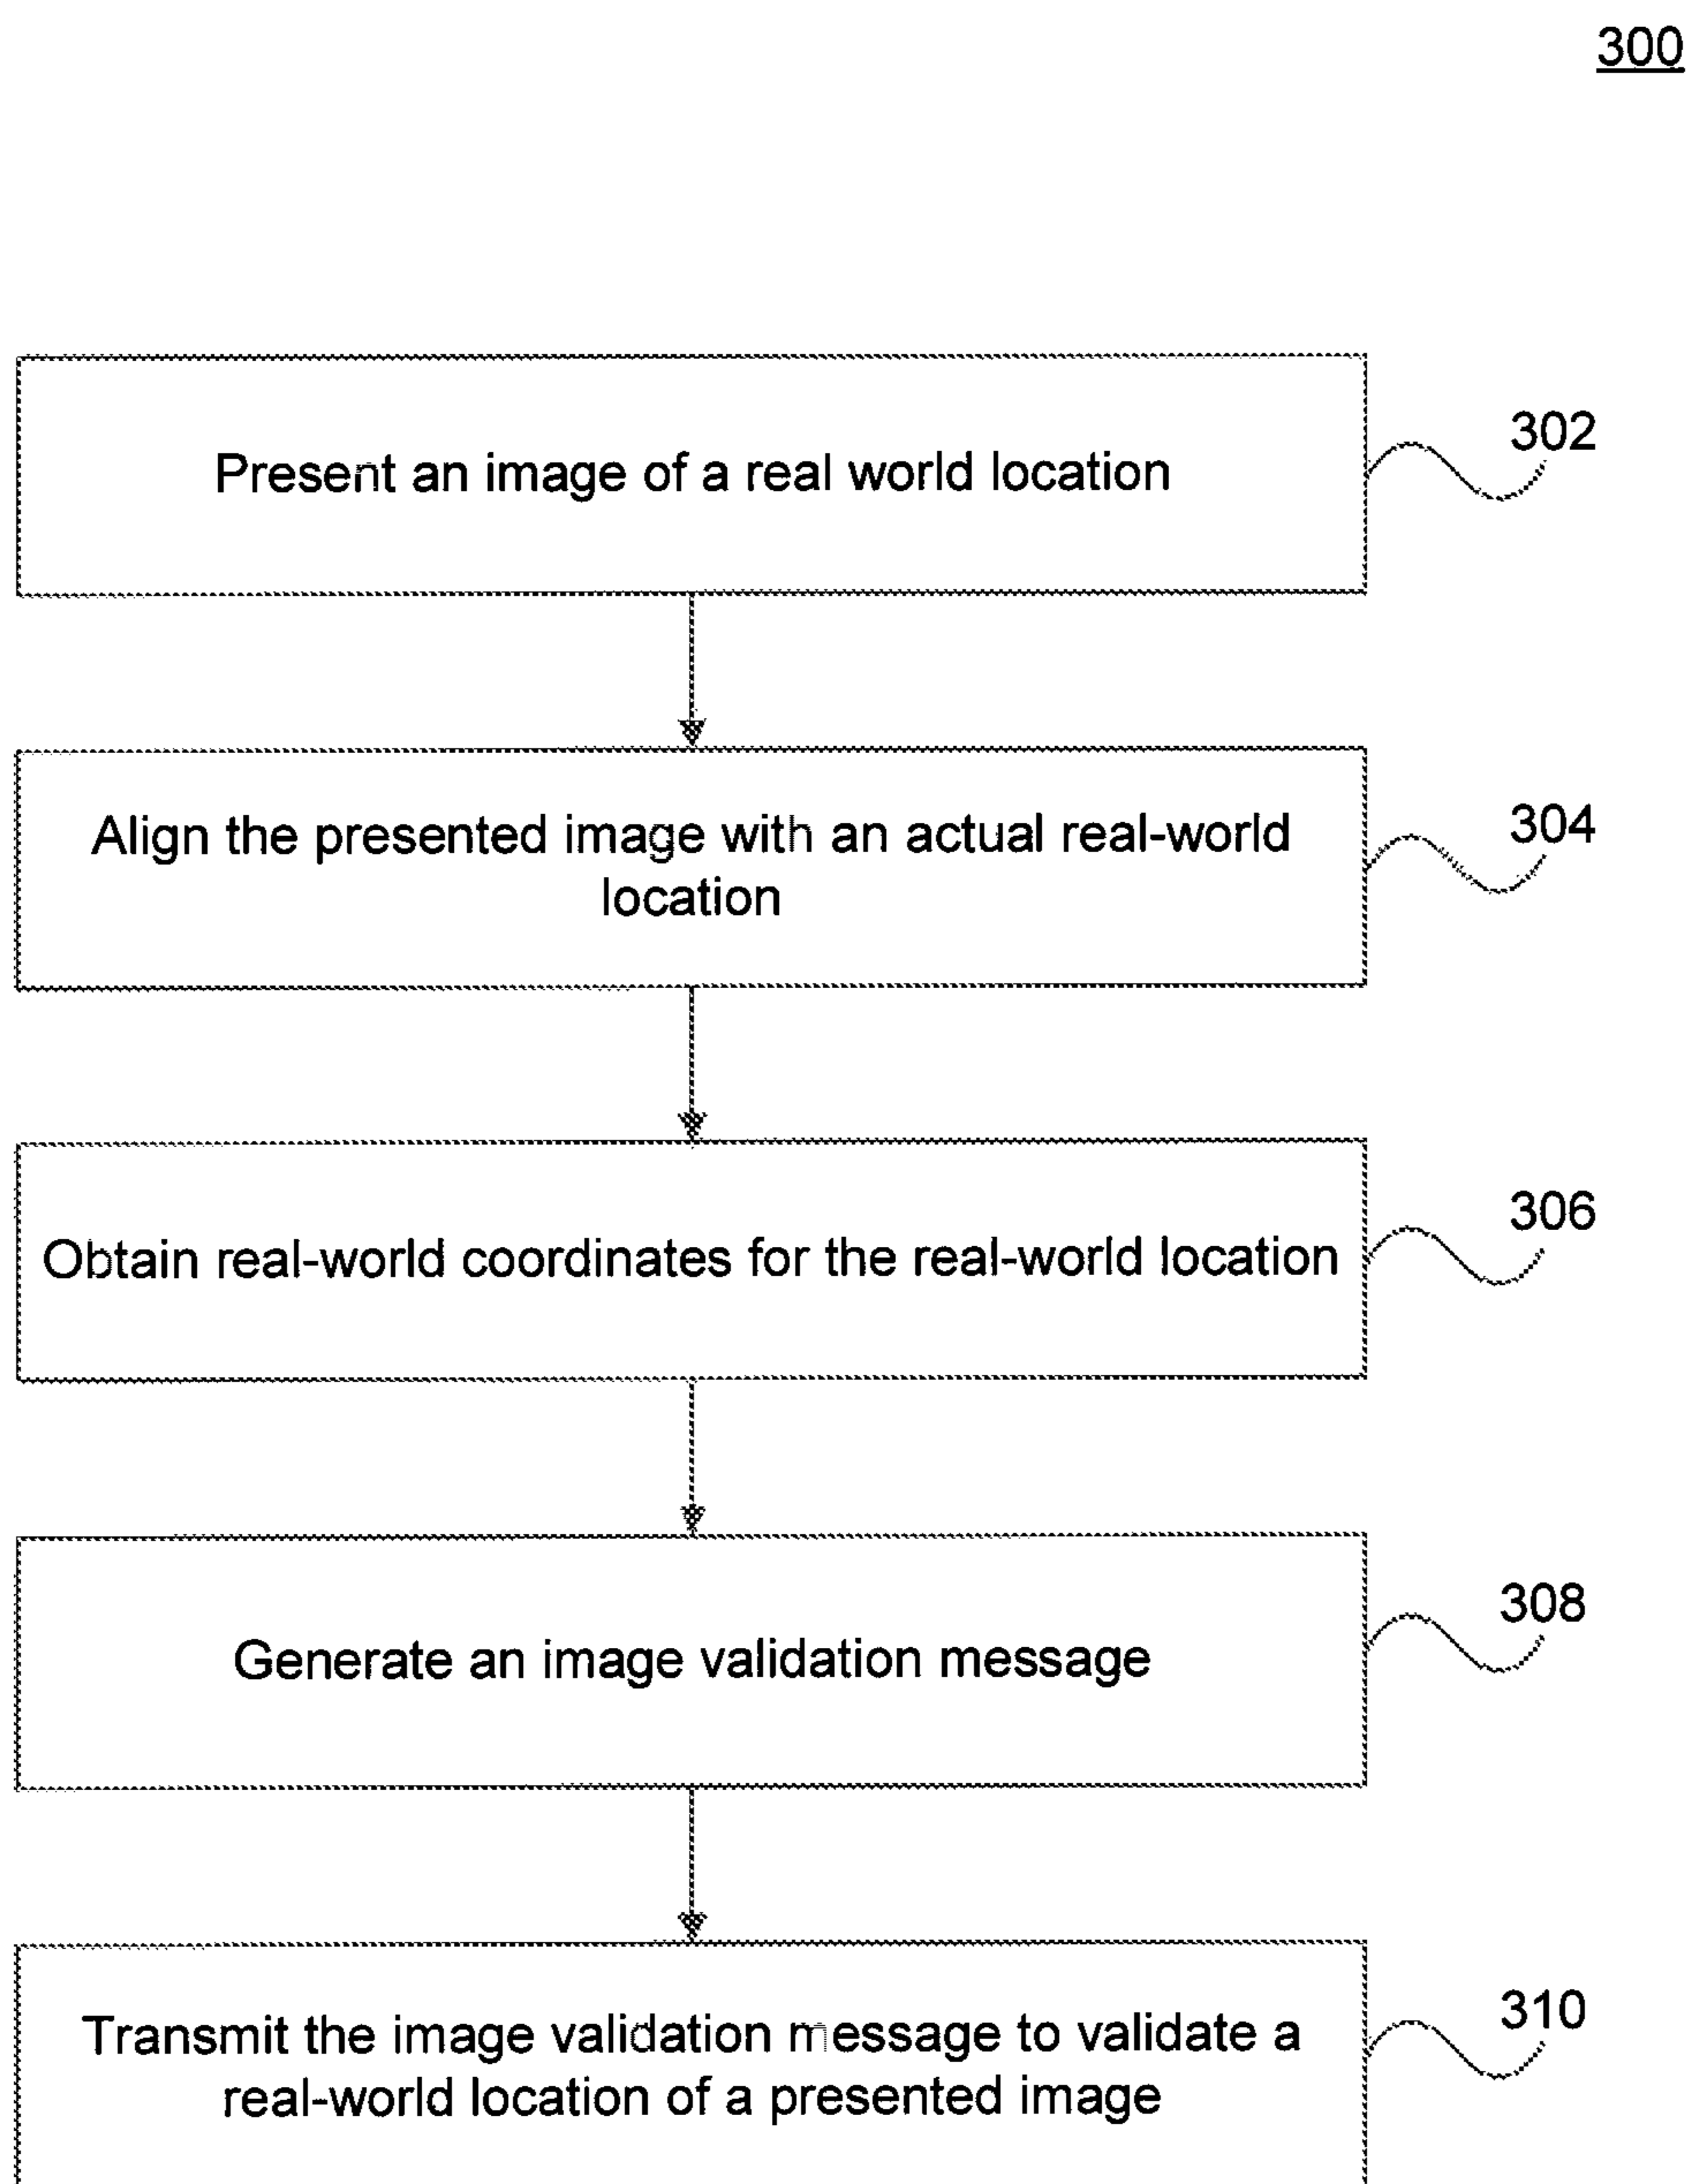 300
Present an image of a real world location
302
Align the presented image with an actual real-world
location
304
Obtain real-world coordinates for the real-world location
306
Generate an image validation message
308
Transmit the image validation message to validate a
real-world location of a presented image
310